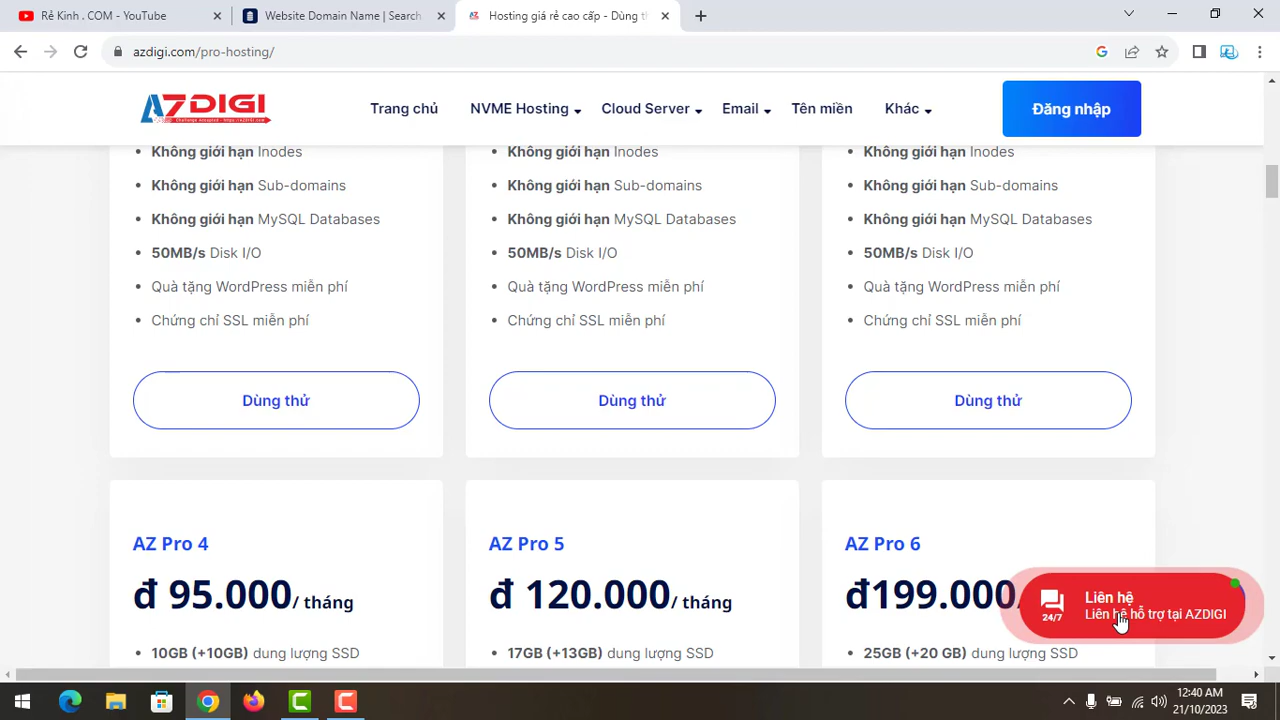 Rẻ Kinh . COM - YouTube
Website Domain Name | Search
Hosting giá rẻ cao cấp - Dùng t
azdigi.com/pro-hosting/
AZDIGI
Challenge Accepted - https://AZDIGI.com
Trang chủ
NVME Hosting
Cloud Server
Email
Tên miền
Khác
Đăng nhập
Không giới hạn Inodes
Không giới hạn Sub-domains
Không giới hạn MySQL Databases
50MB/s Disk I/O
Quà tặng WordPress miễn phí
Chứng chỉ SSL miễn phí
Dùng thử
Không giới hạn Inodes
Không giới hạn Sub-domains
Không giới hạn MySQL Databases
50MB/s Disk I/O
Quà tặng WordPress miễn phí
Chứng chỉ SSL miễn phí
Dùng thử
Không giới hạn Inodes
Không giới hạn Sub-domains
Không giới hạn MySQL Databases
50MB/s Disk I/O
Quà tặng WordPress miễn phí
Chứng chỉ SSL miễn phí
Dùng thử
AZ Pro 4
đ 95.000/ tháng
10GB (+10GB) dung lượng SSD
AZ Pro 5
đ 120.000/ tháng
17GB (+13GB) dung lượng SSD
AZ Pro 6
đ199.000/
25GB (+20 GB) dung lượng SSD
24/7
Liên hệ
Liên hệ hỗ trợ tại AZDIGI
12:40 AM
21/10/2023